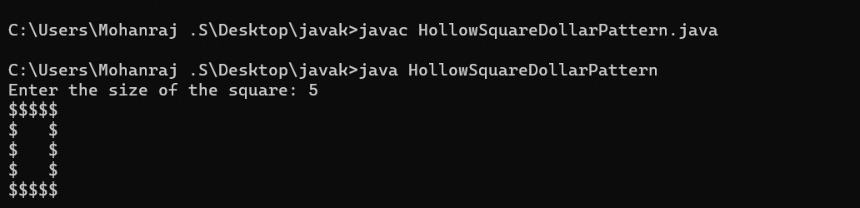 C:\Users\Mohanraj .S\Desktop\javak>javac HollowSquareDollarPattern.java
C:\Users\Mohanraj .S\Desktop\javak>java HollowSquareDollarPattern
Enter the size of the square: 5
$$$$$
$   $
$   $
$   $
$$$$$